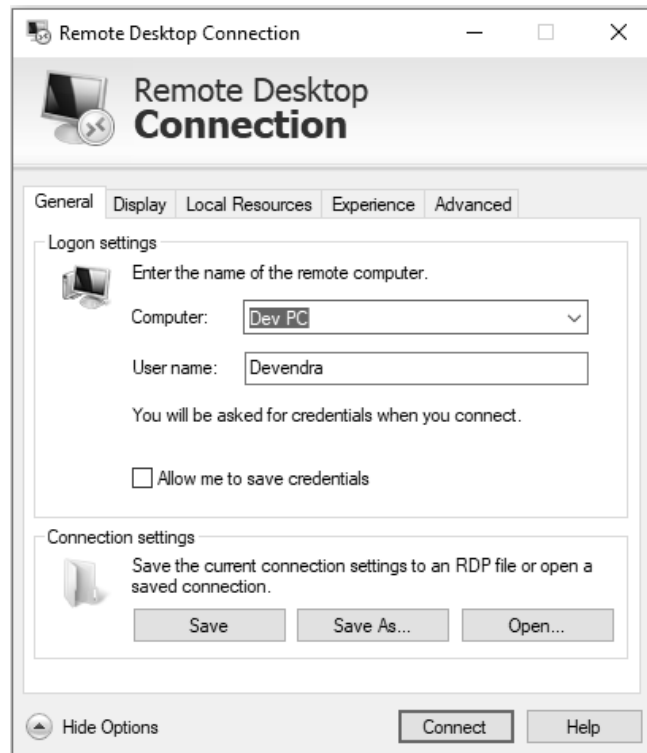 Remote Desktop Connection
Remote Desktop
Connection
General Display Local Resources Experience Advanced
Logon settings
Enter the name of the remote computer.
Computer: Dev PC
User name: Devendra
You will be asked for credentials when you connect.
Allow me to save credentials
Connection settings
Save the current connection settings to an RDP file or open a
saved connection.
Save Save As... Open...
Hide Options Connect Help